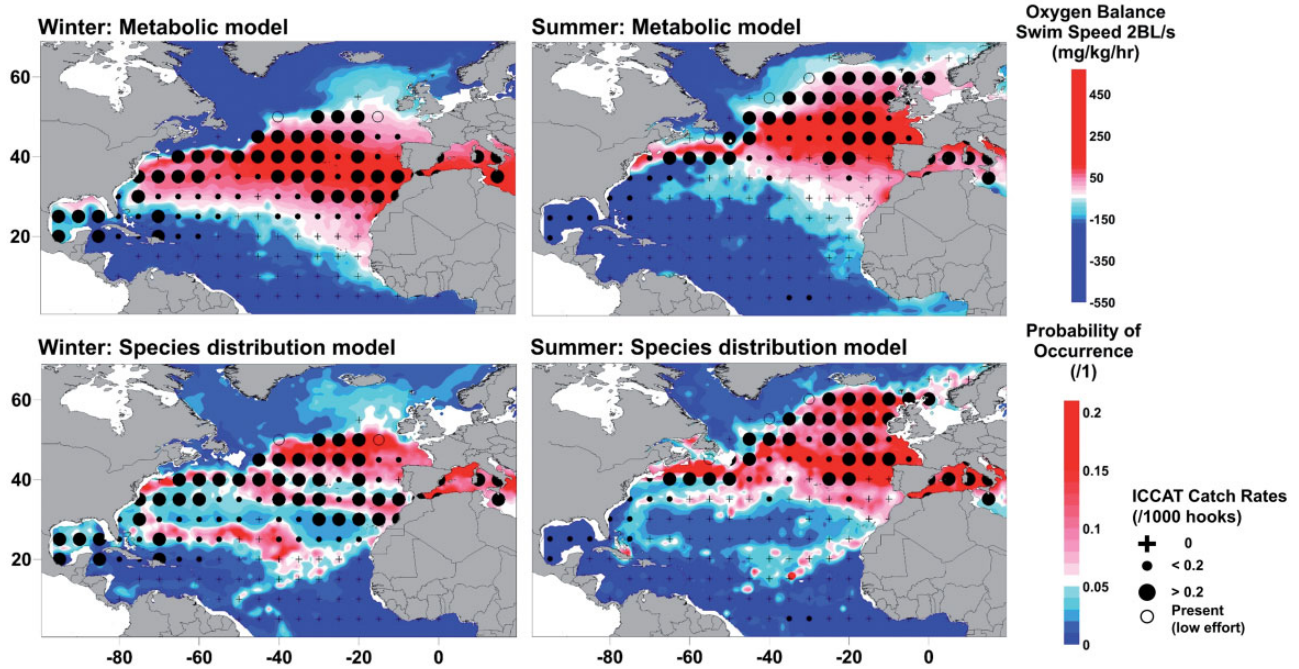 Winter: Metabolic model
Summer: Metabolic model
Oxygen Balance
Swim Speed 2BL/s
(mg/kg/hr)
60
40
20
450
250
50
-150
-350
-550
Winter: Species distribution model
Summer: Species distribution model
Probability of
Occurrence
(/1)
60
40
20
0.2
0.15
0.1
0.05
0
ICCAT Catch Rates
(/1000 hooks)
0
< 0.2
> 0.2
Present
(low effort)
-80 -60 -40 -20 0
-80 -60 -40 -20 0